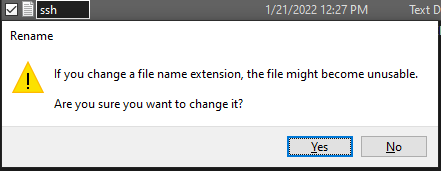 ssh 1/21/2022 12:27 PM Text D
Rename
If you change a file name extension, the file might become unusable.
Are you sure you want to change it?
Yes No